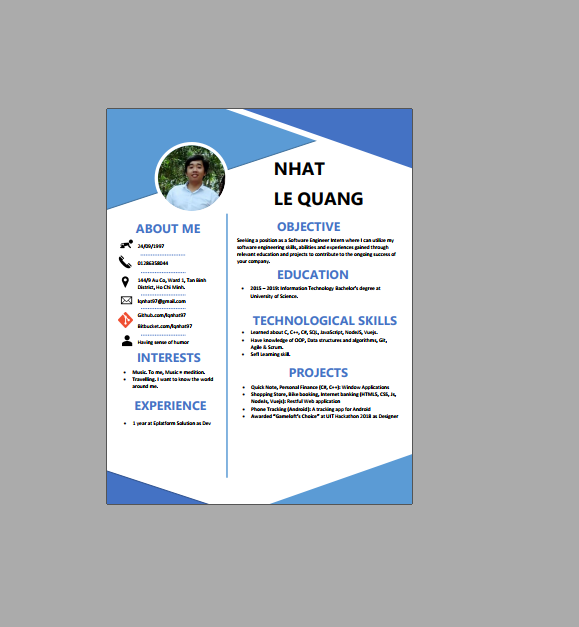 NHAT
LE QUANG
ABOUT ME
24/09/1997
01286358044
144/9 Au Co, Ward 1, Tan Binh
District, Ho Chi Minh.
lqnhat97@gmail.com
Github.com/lqnhat97
Bitbucket.com/lqnhat97
Having sense of humor
INTERESTS
• Music. To me, Music = medition.
• Travelling. I want to know the world
around me.
EXPERIENCE
• 1 year at Eplatform Solution as Dev
OBJECTIVE
Seeking a position as a Software Engineer Intern where I can utilize my
software engineering skills, abilities and experiences gained through
relevant education and projects to contribute to the ongoing success of
your company.
EDUCATION
• 2015 – 2019: Information Technology Bachelor's degree at
University of Science.
TECHNOLOGICAL SKILLS
• Learned about C, C++, C#, SQL, JavaScript, NodeJS, Vuejs.
• Have knowledge of OOP, Data structures and algorithms, Git,
Agile & Scrum.
• Self Learning skill.
PROJECTS
• Quick Note, Personal Finance (C#, C++): Window Applications
• Shopping Store, Bike booking, Internet banking (HTML5, CSS, Js,
NodeJs, Vuejs): Restful Web application
• Phone Tracking (Android): A tracking app for Android
• Awarded "Gameloft's Choice" at UIT Hackathon 2018 as Designer